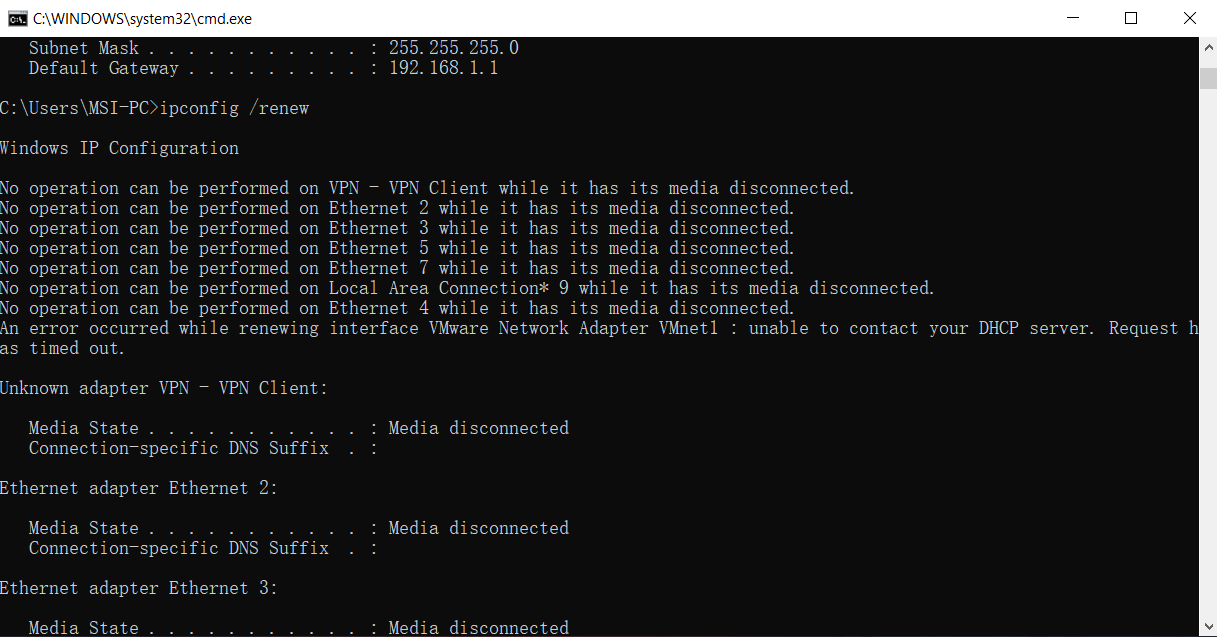 C:\WINDOWS\system32\cmd.exe
Subnet Mask . . . . . . . . . . . : 255.255.255.0
Default Gateway . . . . . . . . . : 192.168.1.1
C:\Users\MSI-PC>ipconfig /renew
Windows IP Configuration
No operation can be performed on VPN - VPN Client while it has its media disconnected.
No operation can be performed on Ethernet 2 while it has its media disconnected.
No operation can be performed on Ethernet 3 while it has its media disconnected.
No operation can be performed on Ethernet 5 while it has its media disconnected.
No operation can be performed on Ethernet 7 while it has its media disconnected.
No operation can be performed on Local Area Connection* 9 while it has its media disconnected.
No operation can be performed on Ethernet 4 while it has its media disconnected.
An error occurred while renewing interface VMware Network Adapter VMnet1 : unable to contact your DHCP server. Request h
as timed out.
Unknown adapter VPN - VPN Client:
Media State . . . . . . . . . . . : Media disconnected
Connection-specific DNS Suffix  . :
Ethernet adapter Ethernet 2:
Media State . . . . . . . . . . . : Media disconnected
Connection-specific DNS Suffix  . :
Ethernet adapter Ethernet 3:
Media State . . . . . . . . . . . : Media disconnected